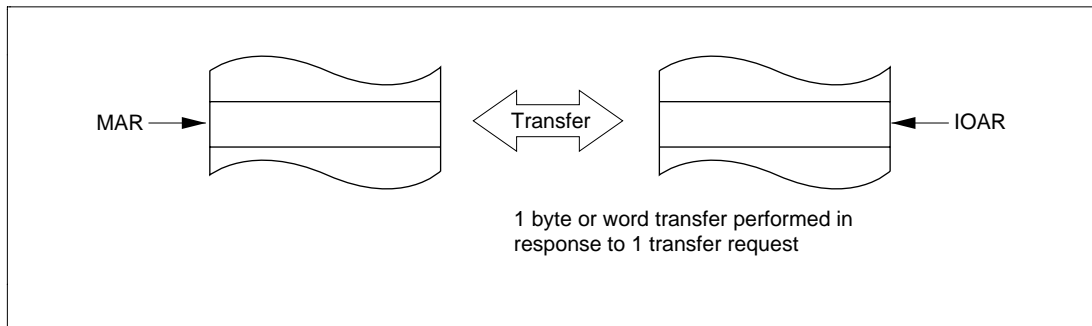 MAR
Transfer
IOAR
1 byte or word transfer performed in
response to 1 transfer request